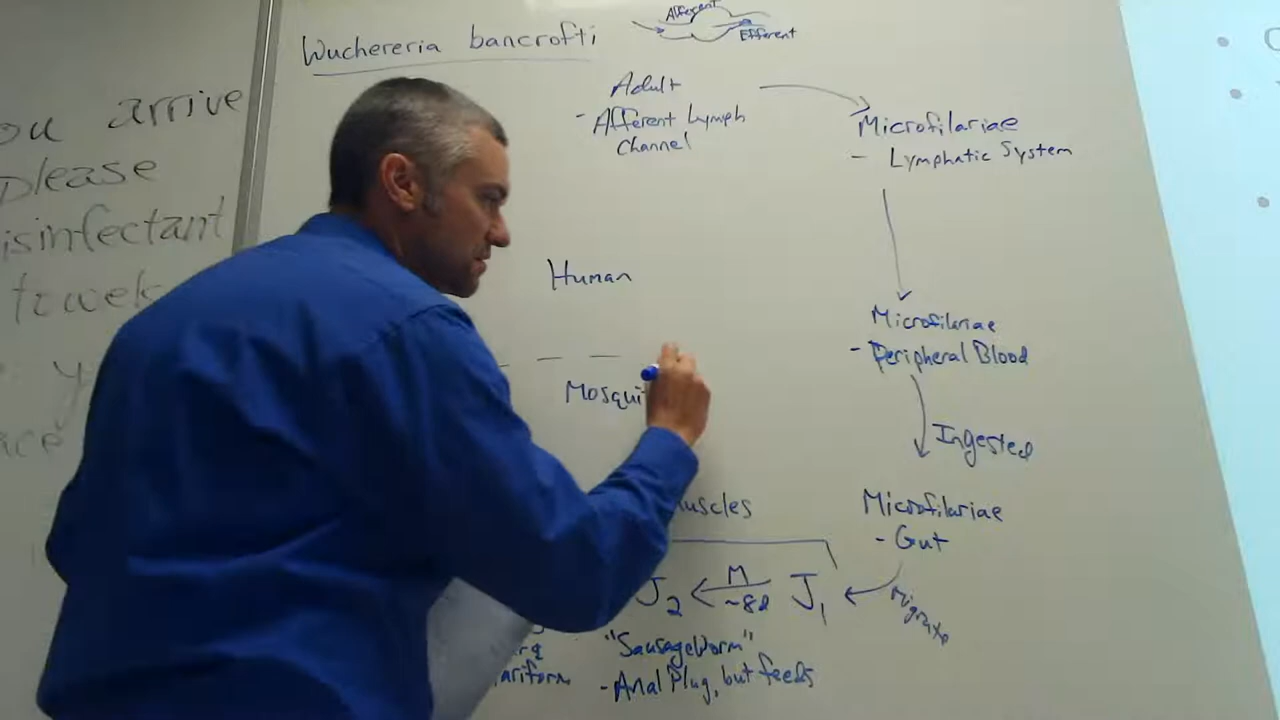 ou arrive
please
isinfectant
towel
Wuchereria bancrofti
Afferent
Efferent
Adult
- Afferent Lymph
Channel
Microfilariae
- Lymphatic System
Human
Microfilariae
- Peripheral Blood
Mosqui
Ingested
Microfilariae
- Gut
uscles
J2 ← M ~8d J1
Migrate
"SausageWorm"
- Anal Plug, but feeds
ariform